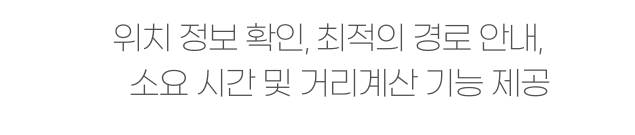 위치 정보 확인, 최적의 경로 안내,
소요 시간 및 거리계산 기능 제공